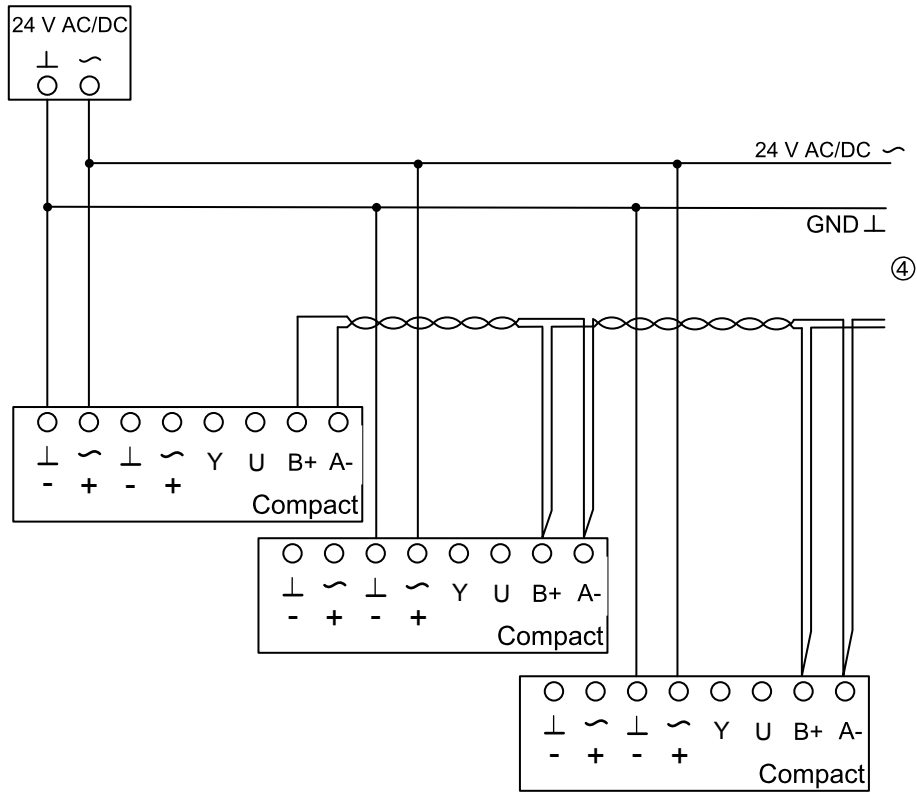 24 V AC/DC
⊥ ~
24 V AC/DC ~
GND ⊥
④
⊥ ~ ⊥ ~ Y U B+ A-
- + - +
Compact
⊥ ~ ⊥ ~ Y U B+ A-
- + - +
Compact
⊥ ~ ⊥ ~ Y U B+ A-
- + - +
Compact